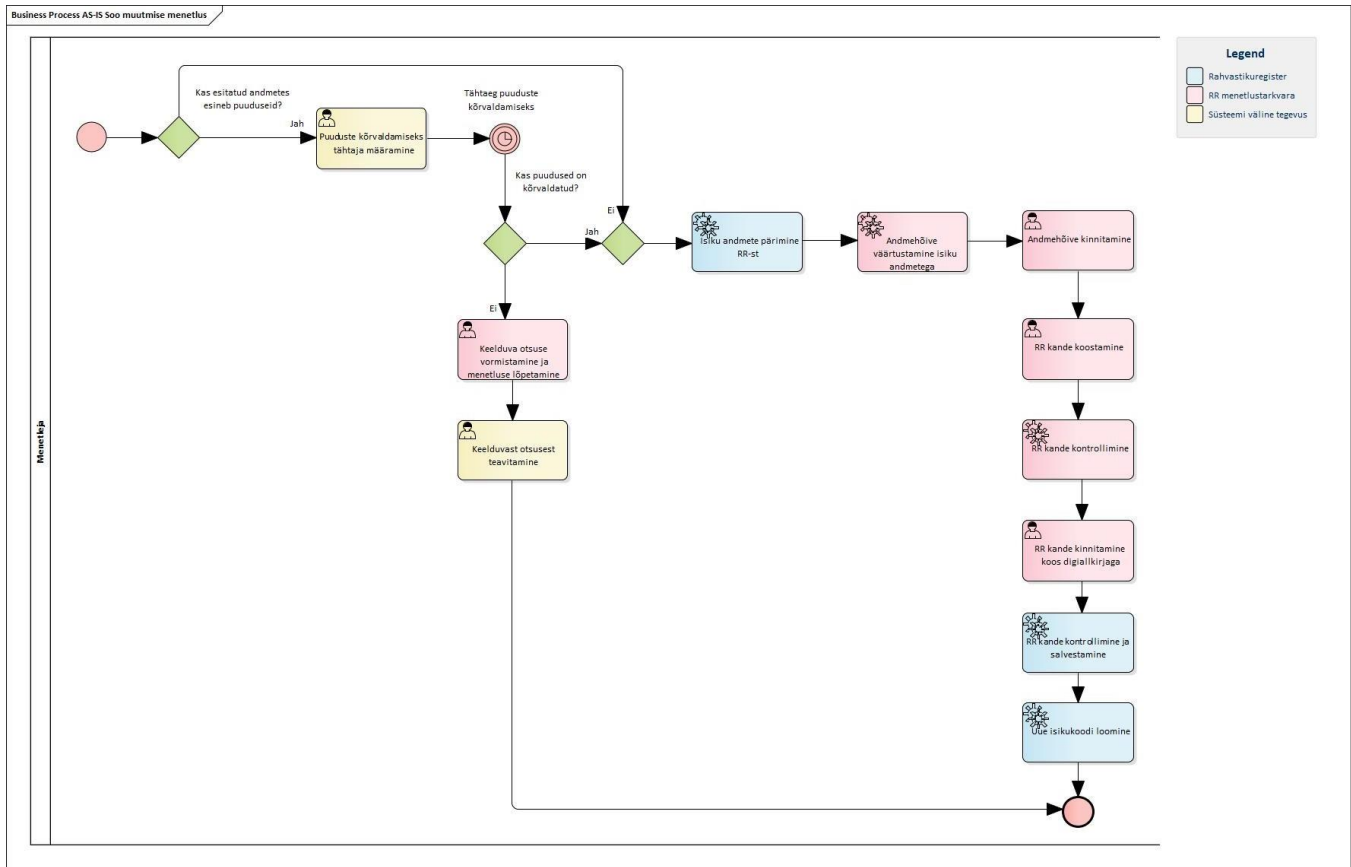 Business Process AS-IS Soo muutmise menetlus
Legend
Rahvastikuregister
RR menetlustarkvara
Süsteemi väline tegevus
Menetleja
Kas esitatud andmetes
esineb puuduseid?
Jah
Puuduste kõrvaldamiseks
tähtaja määramine
Tähtaeg puuduste
kõrvaldamiseks
Kas puudused on
kõrvaldatud?
Jah
Ei
Isiku andmete pärimine
RR-st
Andmehõive
väärtustamine isiku
andmetega
Andmehõive kinnitamine
Ei
Keelduva otsuse
vormistamine ja
menetluse lõpetamine
Keelduvast otsusest
teavitamine
RR kande koostamine
RR kande kontrollimine
RR kande kinnitamine
koos digiallkirjaga
RR kande kontrollimine ja
salvestamine
Uue isikukoodi loomine